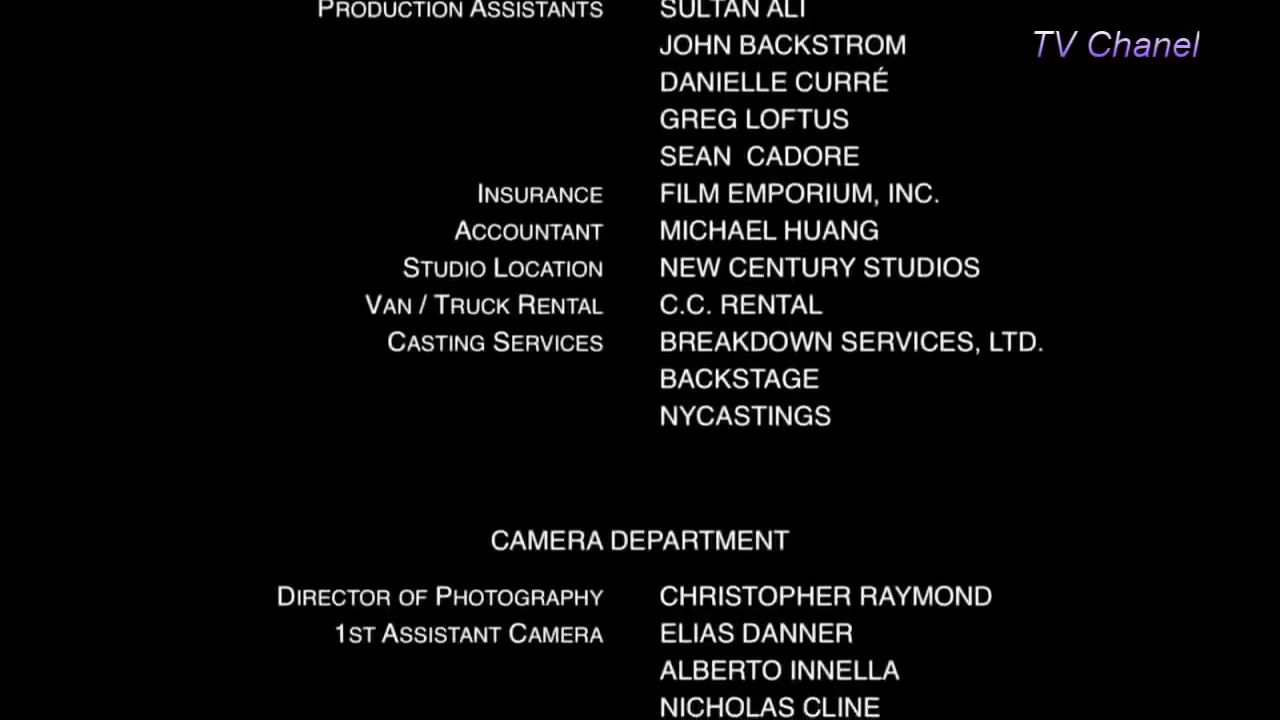 PRODUCTION ASSISTANTS SULTAN ALI
TV Chanel
JOHN BACKSTROM
DANIELLE CURRÉ
GREG LOFTUS
SEAN CADORE
INSURANCE FILM EMPORIUM, INC.
ACCOUNTANT MICHAEL HUANG
STUDIO LOCATION NEW CENTURY STUDIOS
VAN / TRUCK RENTAL C.C. RENTAL
CASTING SERVICES BREAKDOWN SERVICES, LTD.
BACKSTAGE
NYCASTINGS
CAMERA DEPARTMENT
DIRECTOR OF PHOTOGRAPHY CHRISTOPHER RAYMOND
1ST ASSISTANT CAMERA ELIAS DANNER
ALBERTO INNELLA
NICHOLAS CLINE